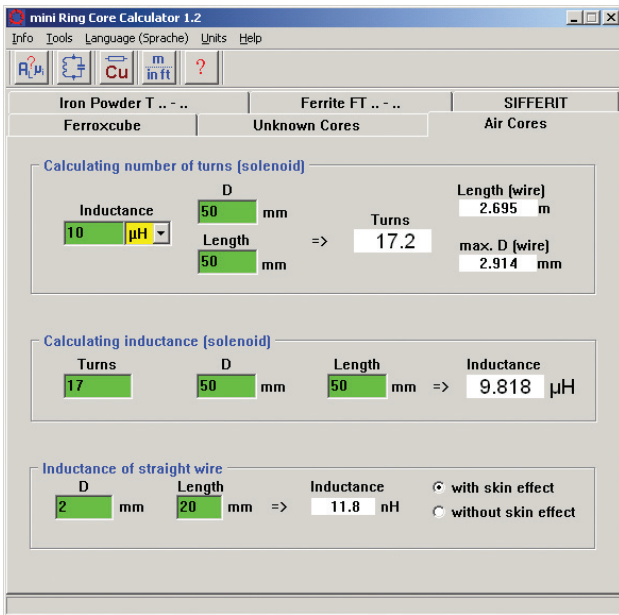 mini Ring Core Calculator 1.2
Info Tools Language (Sprache) Units Help
A_L? µi Cu m in ft ?
Iron Powder T .. - .. Ferrite FT .. - .. SIFFERIT
Ferroxcube Unknown Cores Air Cores
Calculating number of turns (solenoid)
Inductance
10 µH
D
50 mm
Length
50 mm
=>
Turns
17.2
Length (wire)
2.695 m
max. D (wire)
2.914 mm
Calculating inductance (solenoid)
Turns D Length Inductance
17 50 mm 50 mm => 9.818 µH
Inductance of straight wire
D Length Inductance
2 mm 20 mm => 11.8 nH
with skin effect
without skin effect